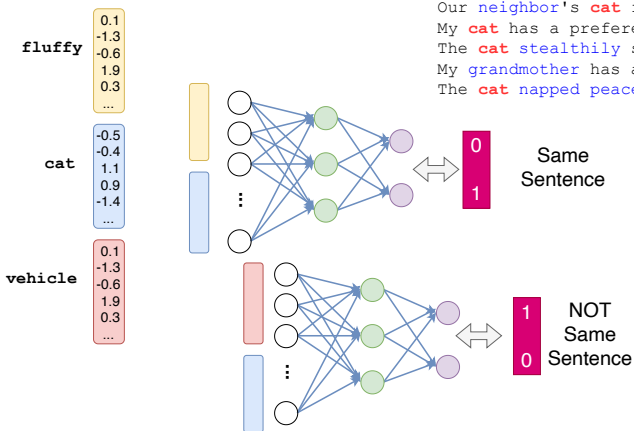 Our neighbor's cat
My cat has a prefere
The cat stealthily s
My grandmother has a
The cat napped peace
fluffy
0.1
-1.3
-0.6
1.9
0.3
...
cat
-0.5
-0.4
1.1
0.9
-1.4
...
vehicle
0.1
-1.3
-0.6
1.9
0.3
...
...
0
1
Same
Sentence
...
1
0
NOT
Same
Sentence